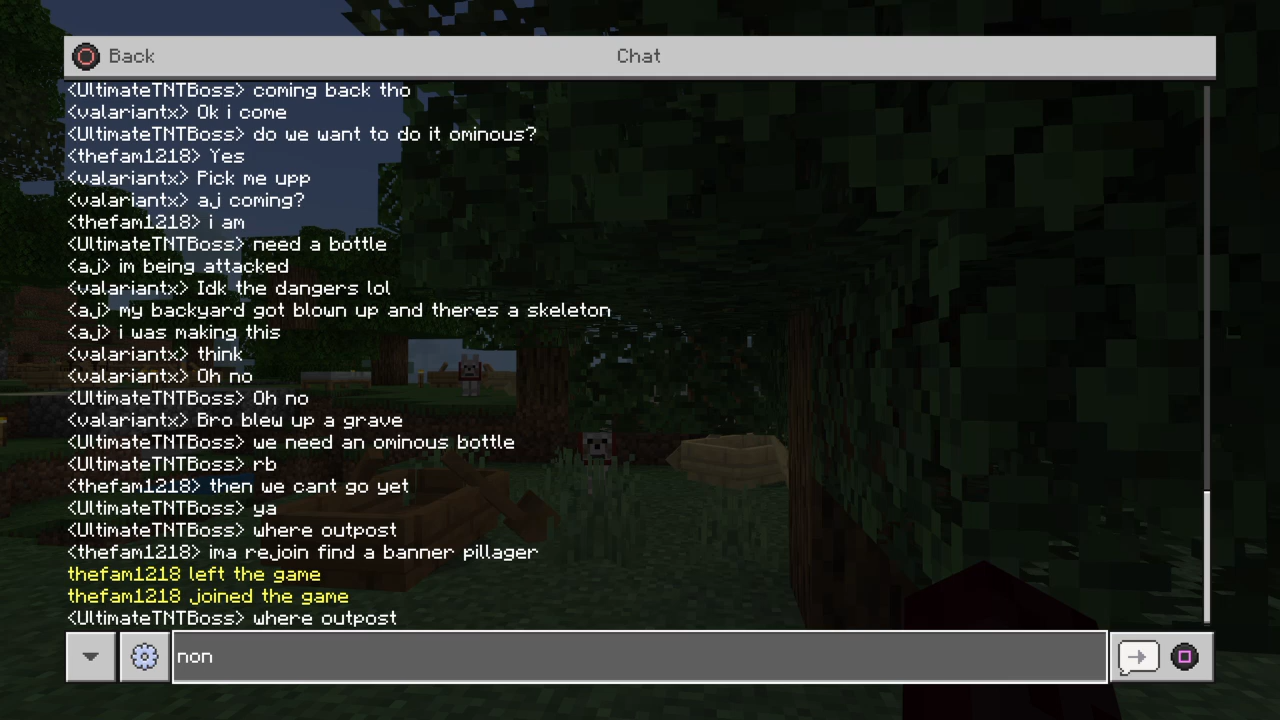 Back
Chat
<UltimateTNTBoss> coming back tho
<valariantx> Ok i come
<UltimateTNTBoss> do we want to do it ominous?
<thefam1218> Yes
<valariantx> Pick me upp
<valariantx> aj coming?
<thefam1218> i am
<UltimateTNTBoss> need a bottle
<aj> im being attacked
<valariantx> Idk the dangers lol
<aj> my backyard got blown up and theres a skeleton
<aj> i was making this
<valariantx> think
<valariantx> Oh no
<UltimateTNTBoss> Oh no
<valariantx> Bro blew up a grave
<UltimateTNTBoss> we need an ominous bottle
<UltimateTNTBoss> rb
<thefam1218> then we cant go yet
<UltimateTNTBoss> ya
<UltimateTNTBoss> where outpost
<thefam1218> ima rejoin find a banner pillager
thefam1218 left the game
thefam1218 joined the game
<UltimateTNTBoss> where outpost
non